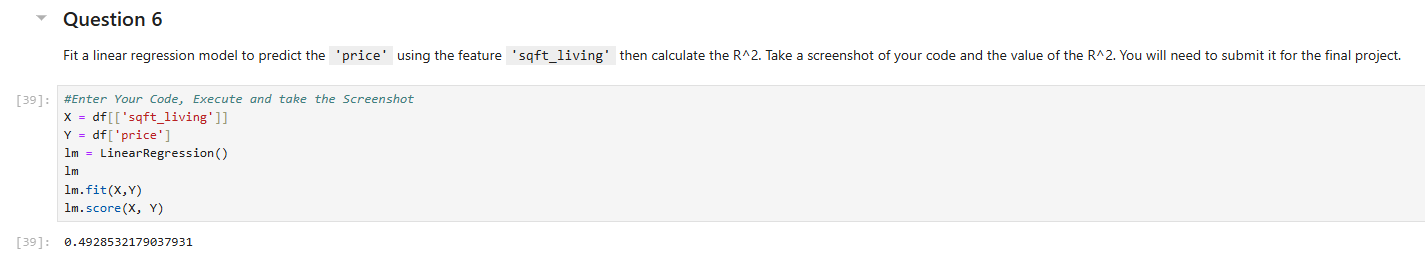 Question 6
Fit a linear regression model to predict the 'price' using the feature 'sqft_living' then calculate the R^2. Take a screenshot of your code and the value of the R^2. You will need to submit it for the final project.
[39]: #Enter Your Code, Execute and take the Screenshot
X = df[['sqft_living']]
Y = df['price']
lm = LinearRegression()
lm
lm.fit(X,Y)
lm.score(X, Y)
[39]: 0.4928532179037931